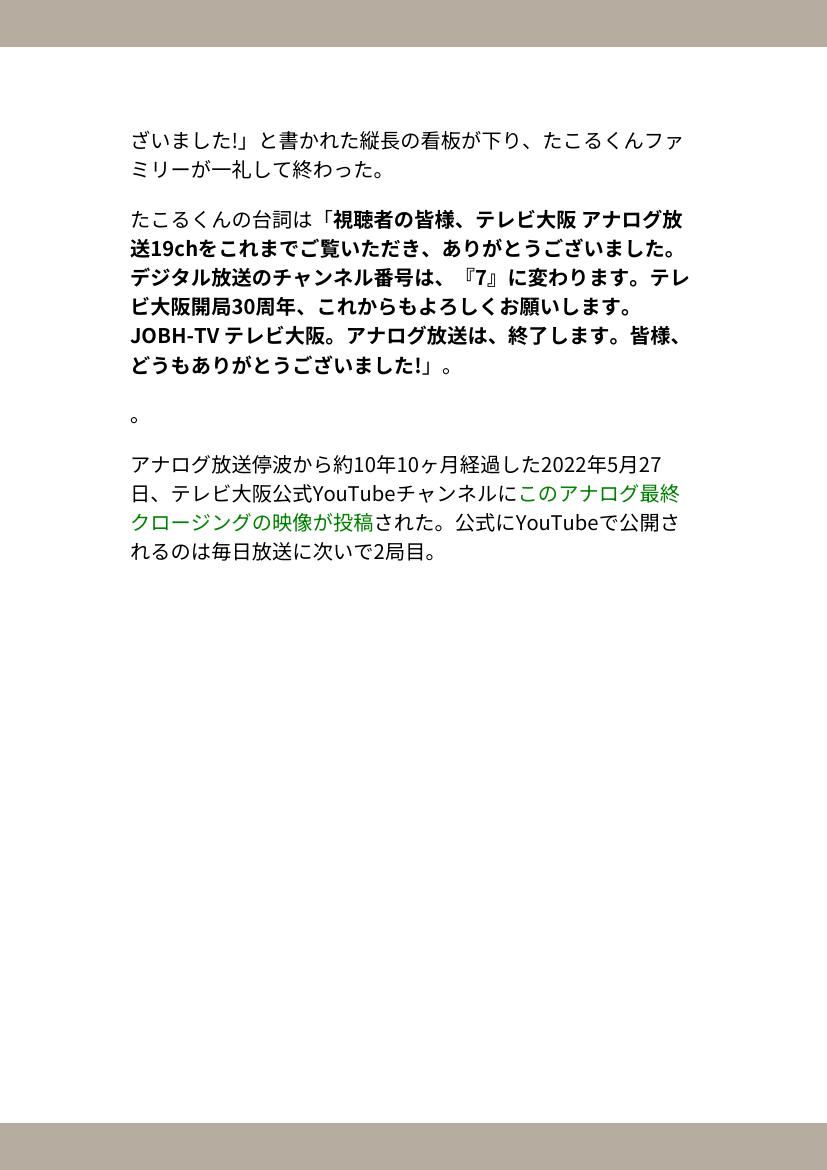 ざいました!」と書かれた縦長の看板が下り、たこるくんファ
ミリーが一礼して終わった。
たこるくんの台詞は「視聴者の皆様、テレビ大阪 アナログ放
送19chをこれまでご覧いただき、ありがとうございました。
デジタル放送のチャンネル番号は、『7』に変わります。テレ
ビ大阪開局30周年、これからもよろしくお願いします。
JOBH-TV テレビ大阪。アナログ放送は、終了します。皆様、
どうもありがとうございました!」。
。
アナログ放送停波から約10年10ヶ月経過した2022年5月27
日、テレビ大阪公式YouTubeチャンネルにこのアナログ最終
クロージングの映像が投稿された。公式にYouTubeで公開さ
れるのは毎日放送に次いで2局目。